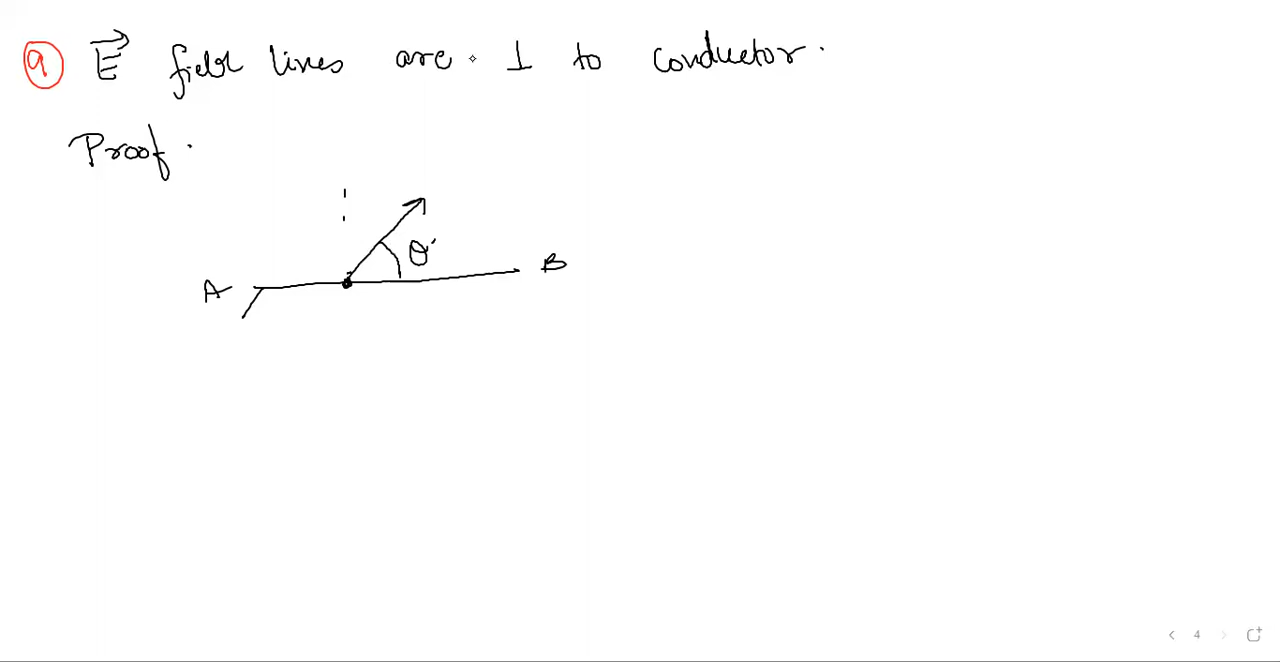 9 E⃗ field lines are ⊥ to conductor.
Proof.
θ
A
B
4